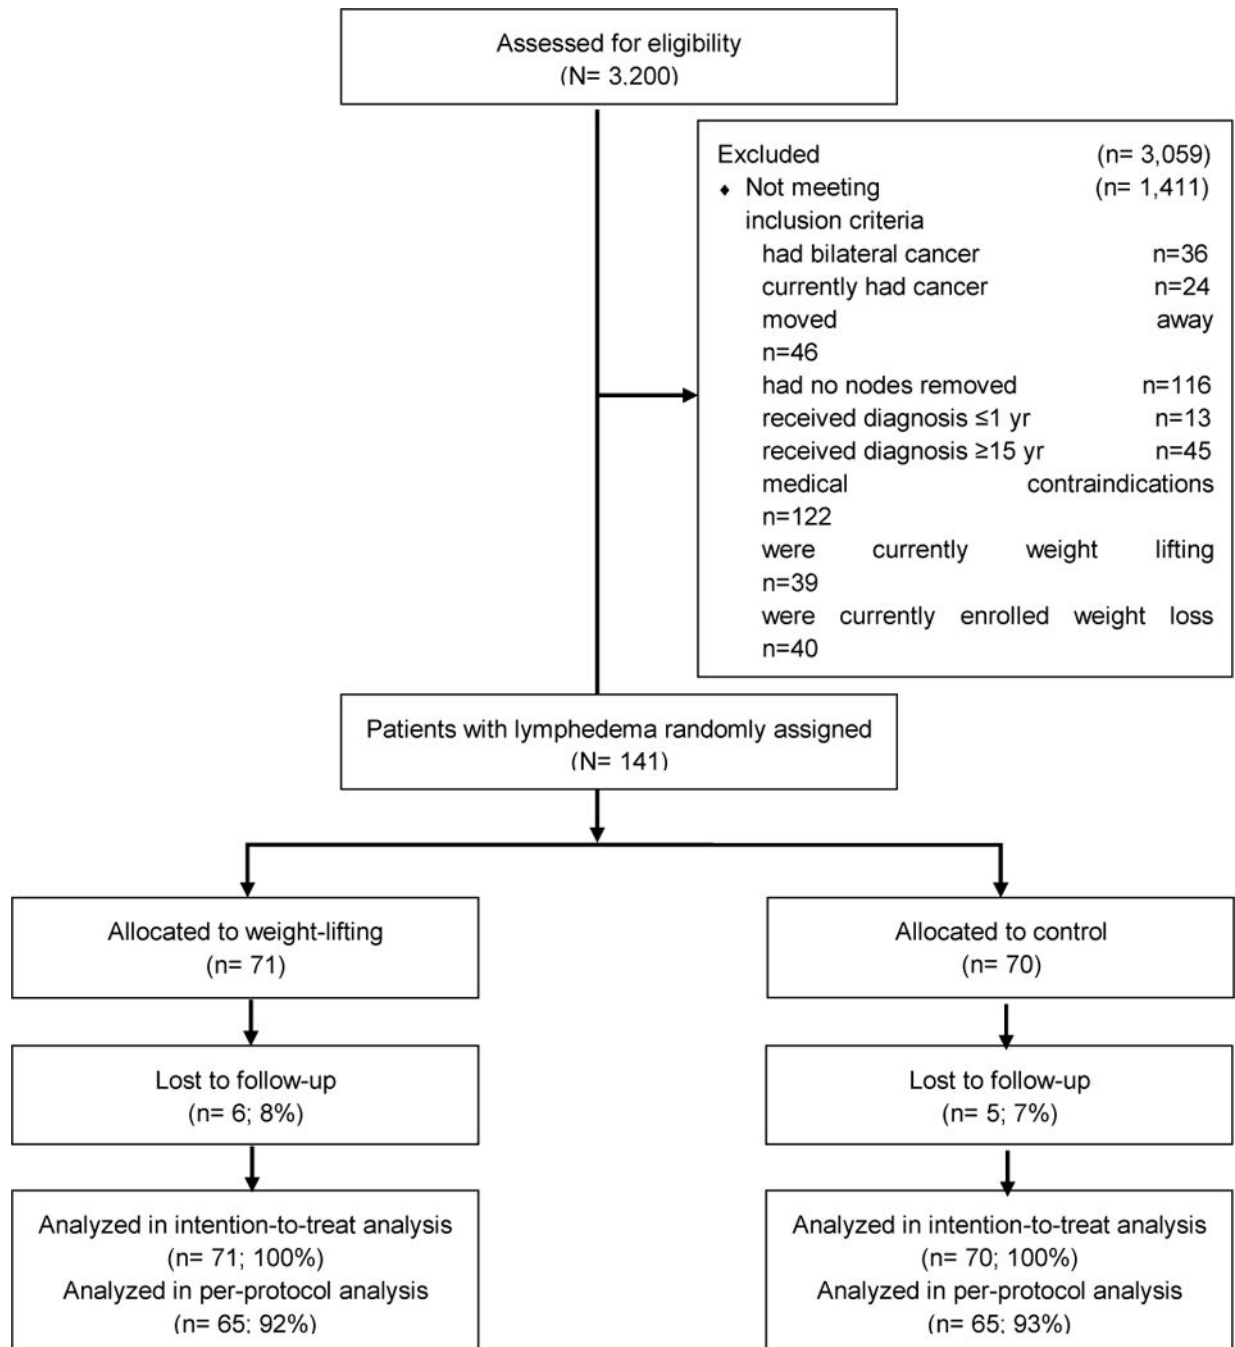 Assessed for eligibility
(N= 3,200)
Excluded (n= 3,059)
♦ Not meeting (n= 1,411)
inclusion criteria
had bilateral cancer n=36
currently had cancer n=24
moved away
n=46
had no nodes removed n=116
received diagnosis ≤1 yr n=13
received diagnosis ≥15 yr n=45
medical contraindications
n=122
were currently weight lifting
n=39
were currently enrolled weight loss
n=40
Patients with lymphedema randomly assigned
(N= 141)
Allocated to weight-lifting
(n= 71)
Lost to follow-up
(n= 6; 8%)
Analyzed in intention-to-treat analysis
(n= 71; 100%)
Analyzed in per-protocol analysis
(n= 65; 92%)
Allocated to control
(n= 70)
Lost to follow-up
(n= 5; 7%)
Analyzed in intention-to-treat analysis
(n= 70; 100%)
Analyzed in per-protocol analysis
(n= 65; 93%)